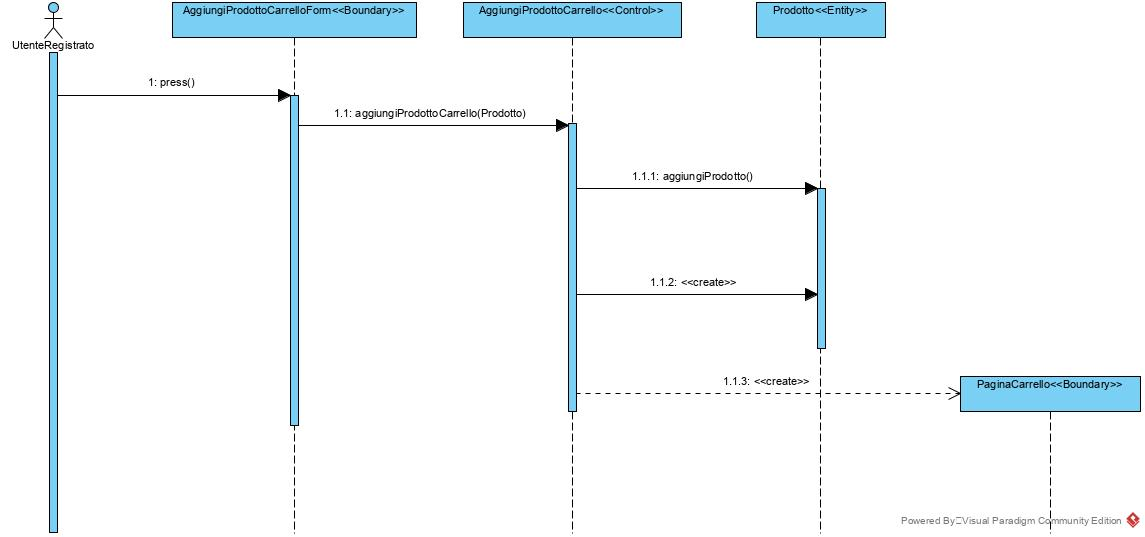 AggiungiProdottoCarrelloForm<<Boundary>>
AggiungiProdottoCarrello<<Control>>
Prodotto<<Entity>>
UtenteRegistrato
1: press()
1.1: aggiungiProdottoCarrello(Prodotto)
1.1.1: aggiungiProdotto()
1.1.2: <<create>>
1.1.3: <<create>>
PaginaCarrello<<Boundary>>
Powered By Visual Paradigm Community Edition